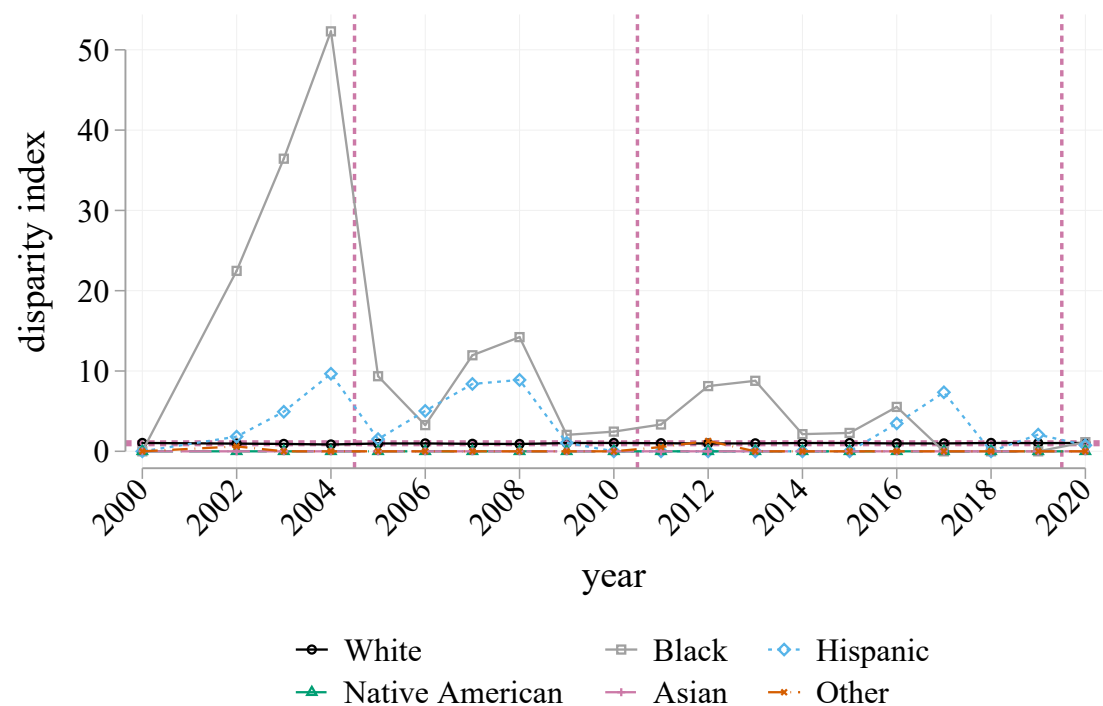 disparity index
50
40
30
20
10
0
2000 2002 2004 2006 2008 2010 2012 2014 2016 2018 2020
year
White Black Hispanic
Native American Asian Other